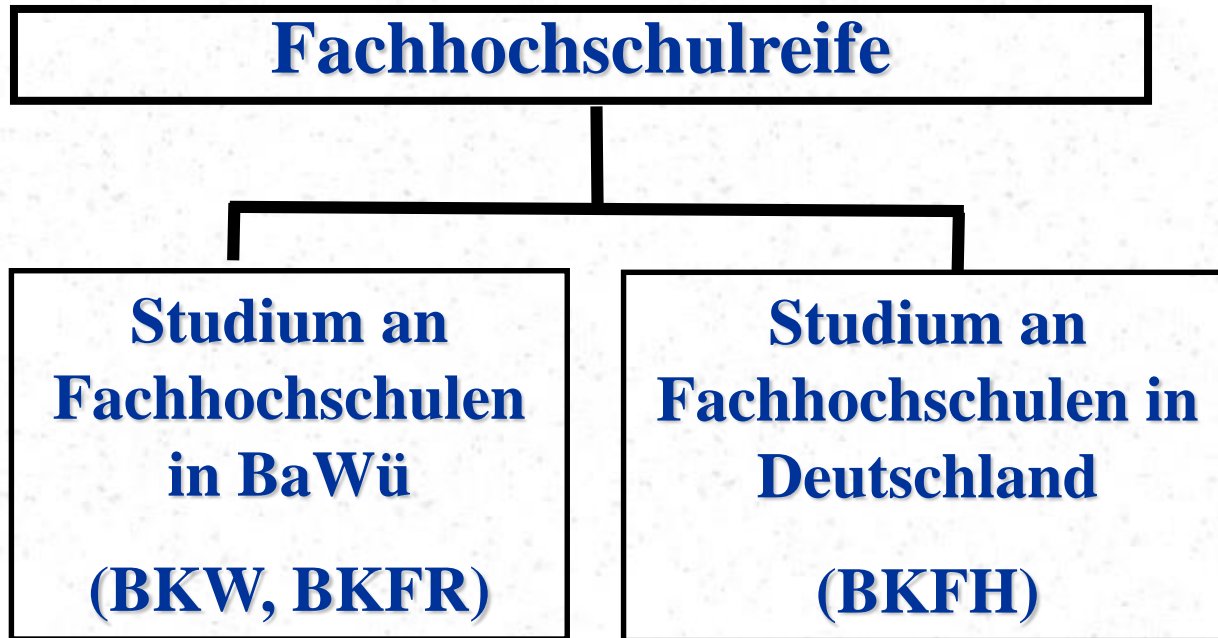 Fachhochschulreife
Studium an
Fachhochschulen
in BaWü
(BKW, BKFR)
Studium an
Fachhochschulen in
Deutschland
(BKFH)